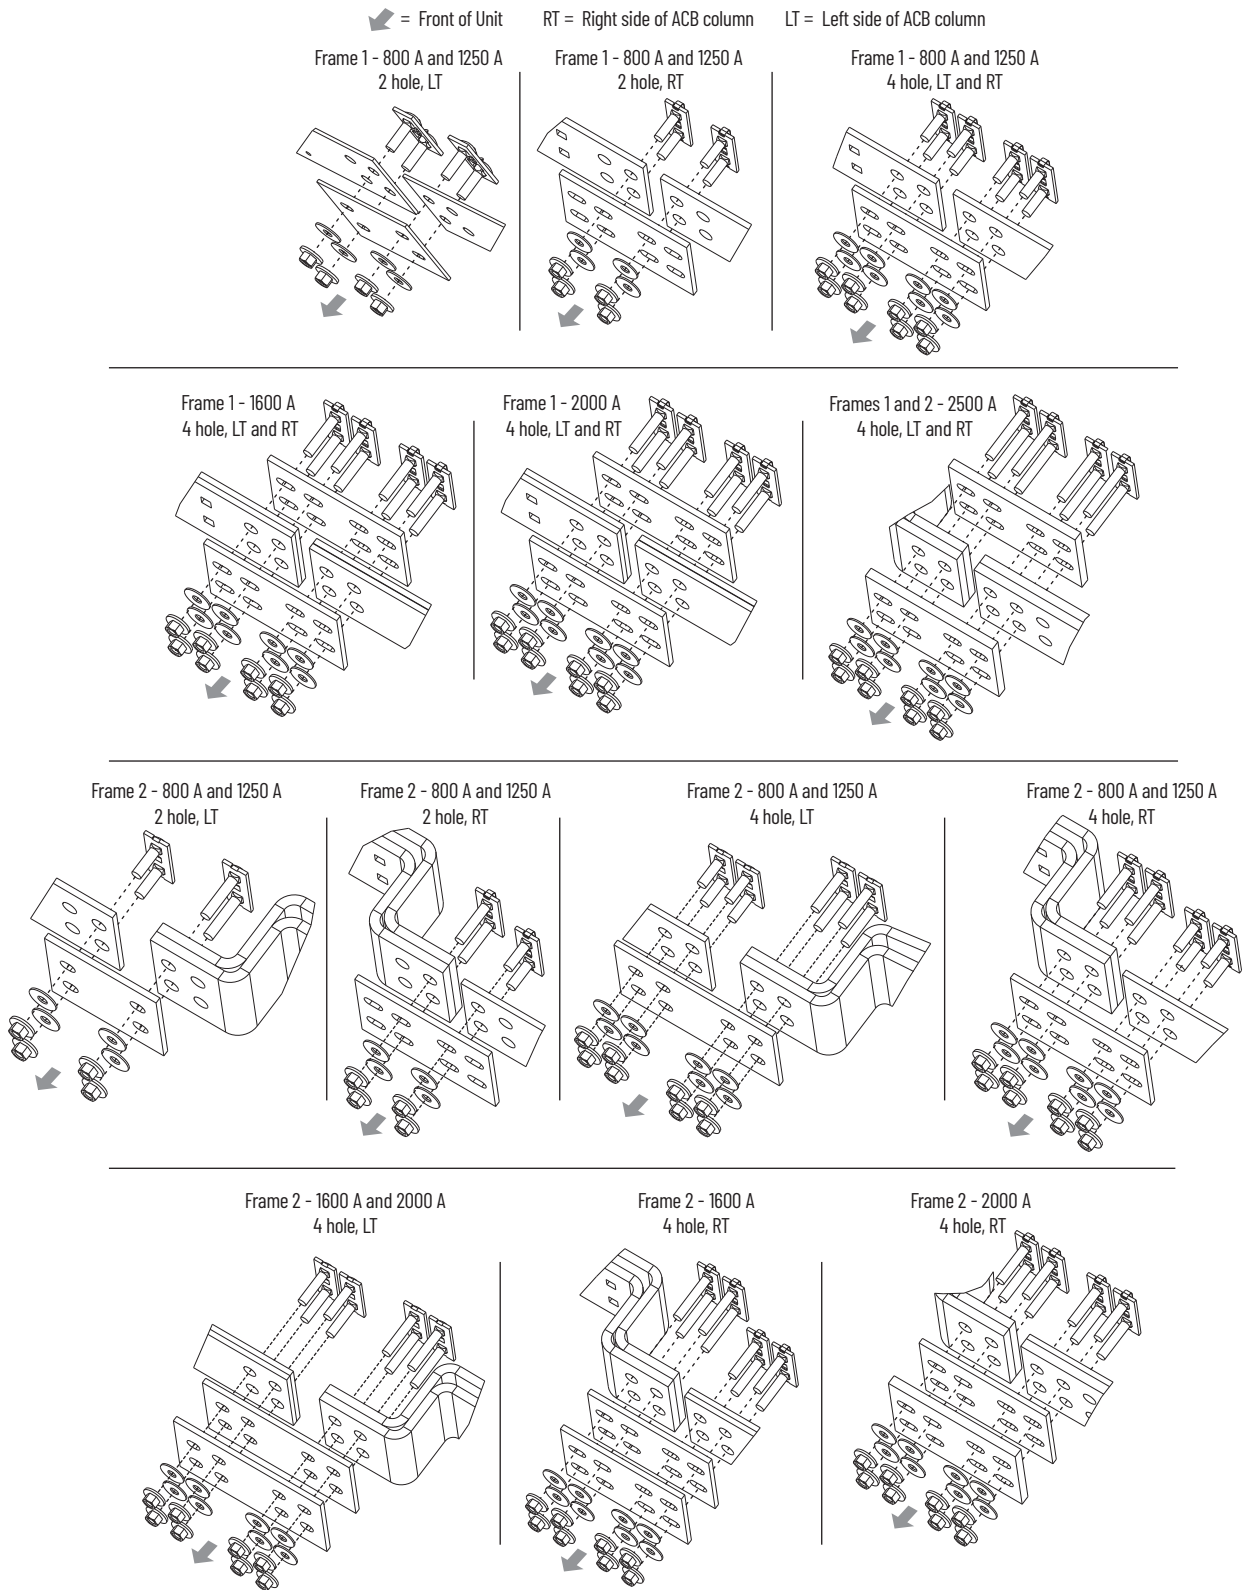 = Front of Unit RT = Right side of ACB column LT = Left side of ACB column
Frame 1 - 800 A and 1250 A
2 hole, LT
Frame 1 - 800 A and 1250 A
2 hole, RT
Frame 1 - 800 A and 1250 A
4 hole, LT and RT
Frame 1 - 1600 A
4 hole, LT and RT
Frame 1 - 2000 A
4 hole, LT and RT
Frames 1 and 2 - 2500 A
4 hole, LT and RT
Frame 2 - 800 A and 1250 A
2 hole, LT
Frame 2 - 800 A and 1250 A
2 hole, RT
Frame 2 - 800 A and 1250 A
4 hole, LT
Frame 2 - 800 A and 1250 A
4 hole, RT
Frame 2 - 1600 A and 2000 A
4 hole, LT
Frame 2 - 1600 A
4 hole, RT
Frame 2 - 2000 A
4 hole, RT